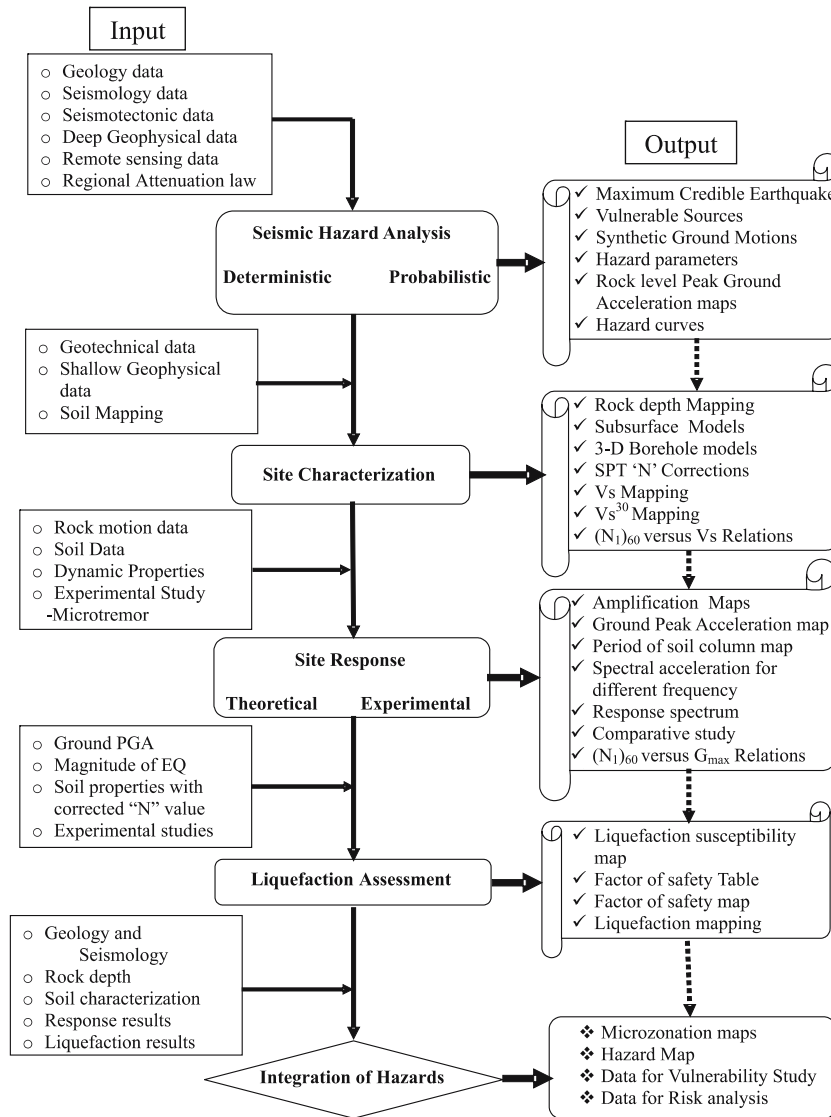 Input
○ Geology data
○ Seismology data
○ Seismotectonic data
○ Deep Geophysical data
○ Remote sensing data
○ Regional Attenuation law
Output
Seismic Hazard Analysis
Deterministic Probabilistic
✓ Maximum Credible Earthquake
✓ Vulnerable Sources
✓ Synthetic Ground Motions
✓ Hazard parameters
✓ Rock level Peak Ground
Acceleration maps
✓ Hazard curves
○ Geotechnical data
○ Shallow Geophysical
data
○ Soil Mapping
Site Characterization
✓ Rock depth Mapping
✓ Subsurface Models
✓ 3-D Borehole models
✓ SPT ‘N’ Corrections
✓ Vs Mapping
✓ Vs³⁰ Mapping
✓ (N₁)₆₀ versus Vs Relations
○ Rock motion data
○ Soil Data
○ Dynamic Properties
○ Experimental Study
-Microtremor
Site Response
Theoretical Experimental
✓ Amplification Maps
✓ Ground Peak Acceleration map
✓ Period of soil column map
✓ Spectral acceleration for
different frequency
✓ Response spectrum
✓ Comparative study
✓ (N₁)₆₀ versus Gmax Relations
○ Ground PGA
○ Magnitude of EQ
○ Soil properties with
corrected “N” value
○ Experimental studies
Liquefaction Assessment
✓ Liquefaction susceptibility
map
✓ Factor of safety Table
✓ Factor of safety map
✓ Liquefaction mapping
○ Geology and
Seismology
○ Rock depth
○ Soil characterization
○ Response results
○ Liquefaction results
Integration of Hazards
❖ Microzonation maps
❖ Hazard Map
❖ Data for Vulnerability Study
❖ Data for Risk analysis